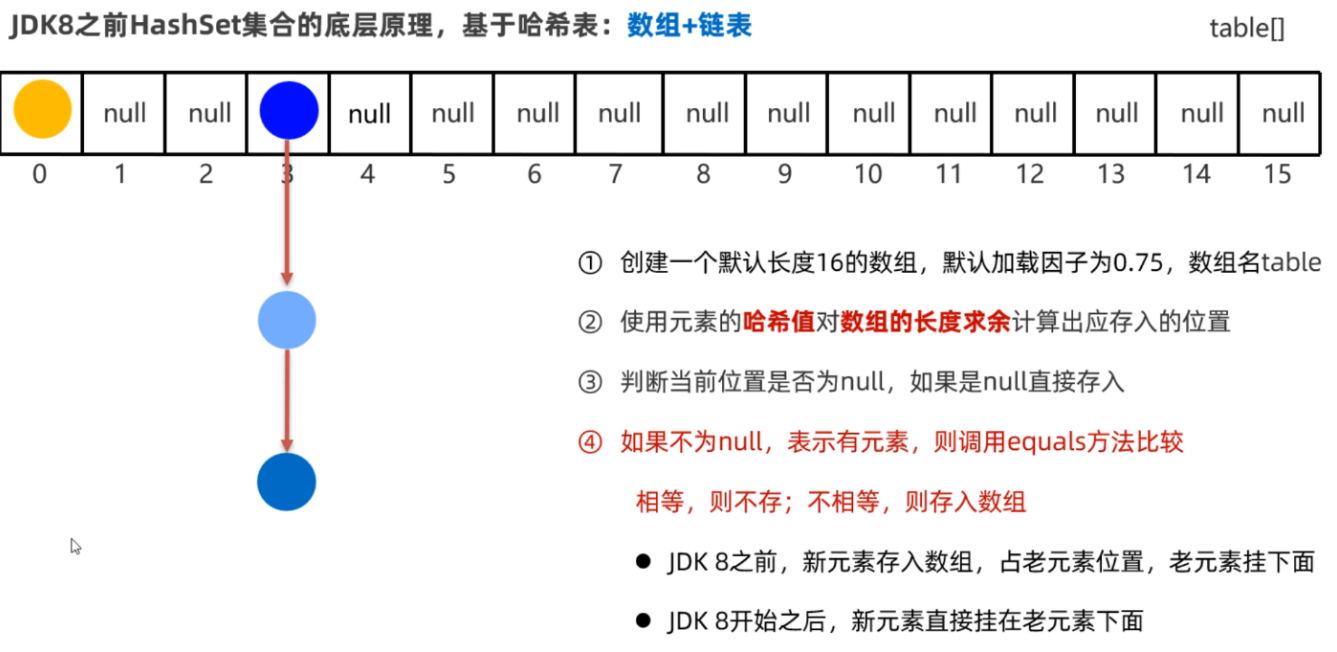 JDK8之前HashSet集合的底层原理，基于哈希表：数组+链表
table[]
null null null null null null null null null null null null null null
0 1 2 3 4 5 6 7 8 9 10 11 12 13 14 15
① 创建一个默认长度16的数组，默认加载因子为0.75，数组名table
② 使用元素的哈希值对数组的长度求余计算出应存入的位置
③ 判断当前位置是否为null，如果是null直接存入
④ 如果不为null，表示有元素，则调用equals方法比较
相等，则不存；不相等，则存入数组
● JDK 8之前，新元素存入数组，占老元素位置，老元素挂下面
● JDK 8开始之后，新元素直接挂在老元素下面